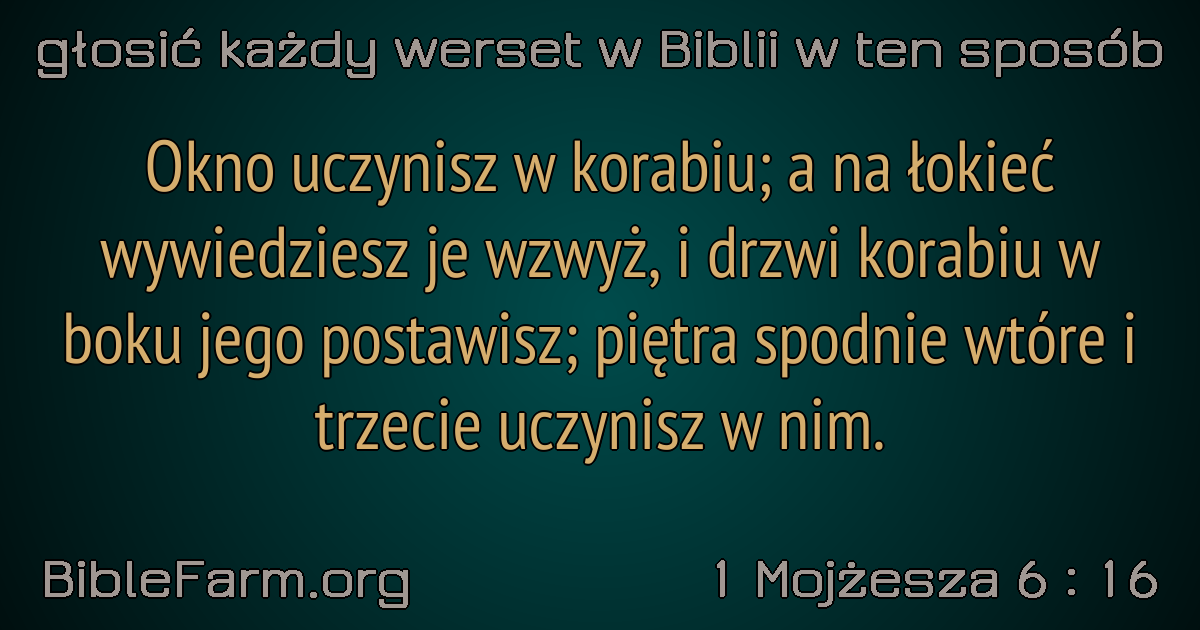 głosić każdy werset w Biblii w ten sposób
Okno uczynisz w korabiu; a na łokieć
wywiedziesz je wzwyż, i drzwi korabiu w
boku jego postawisz; piętra spodnie wtóre i
trzecie uczynisz w nim.
BibleFarm.org
1 Mojżesza 6 : 16